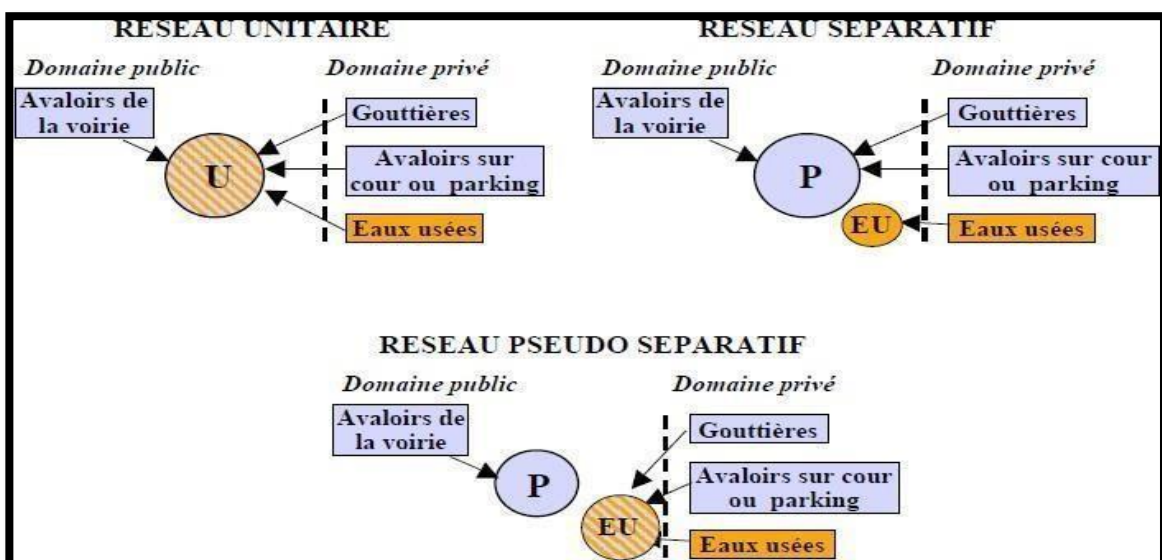 RESEAU UNITAIRE
Domaine public
Domaine privé
Avaloirs de
la voirie
U
Gouttières
Avaloirs sur
cour ou parking
Eaux usées
RESEAU SEPARATIF
Domaine public
Domaine privé
Avaloirs de
la voirie
P
EU
Gouttières
Avaloirs sur cour
ou parking
Eaux usées
RESEAU PSEUDO SEPARATIF
Domaine public
Domaine privé
Avaloirs de
la voirie
P
EU
Gouttières
Avaloirs sur cour
ou parking
Eaux usées